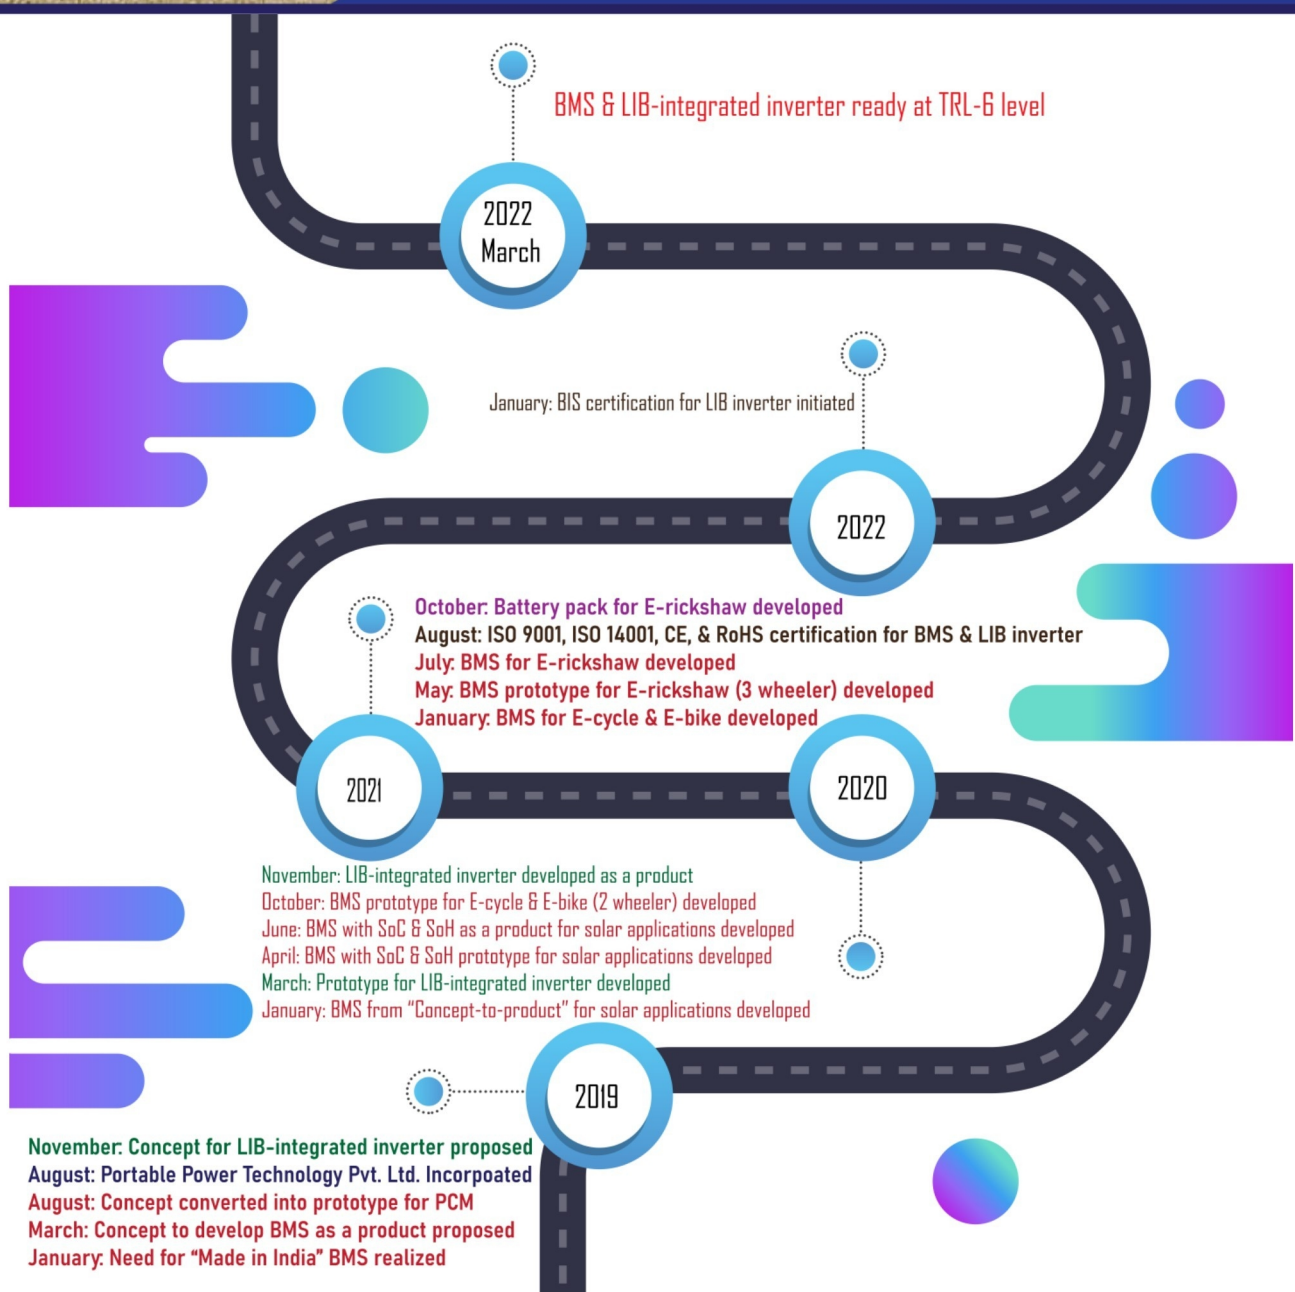 BMS & LIB-integrated inverter ready at TRL-6 level
2022
March
January: BIS certification for LIB inverter initiated
2022
October: Battery pack for E-rickshaw developed
August: ISO 9001, ISO 14001, CE, & RoHS certification for BMS & LIB inverter
July: BMS for E-rickshaw developed
May: BMS prototype for E-rickshaw (3 wheeler) developed
January: BMS for E-cycle & E-bike developed
2021
2020
November: LIB-integrated inverter developed as a product
October: BMS prototype for E-cycle & E-bike (2 wheeler) developed
June: BMS with SoC & SoH as a product for solar applications developed
April: BMS with SoC & SoH prototype for solar applications developed
March: Prototype for LIB-integrated inverter developed
January: BMS from “Concept-to-product” for solar applications developed
2019
November: Concept for LIB-integrated inverter proposed
August: Portable Power Technology Pvt. Ltd. Incorpoated
August: Concept converted into prototype for PCM
March: Concept to develop BMS as a product proposed
January: Need for “Made in India” BMS realized